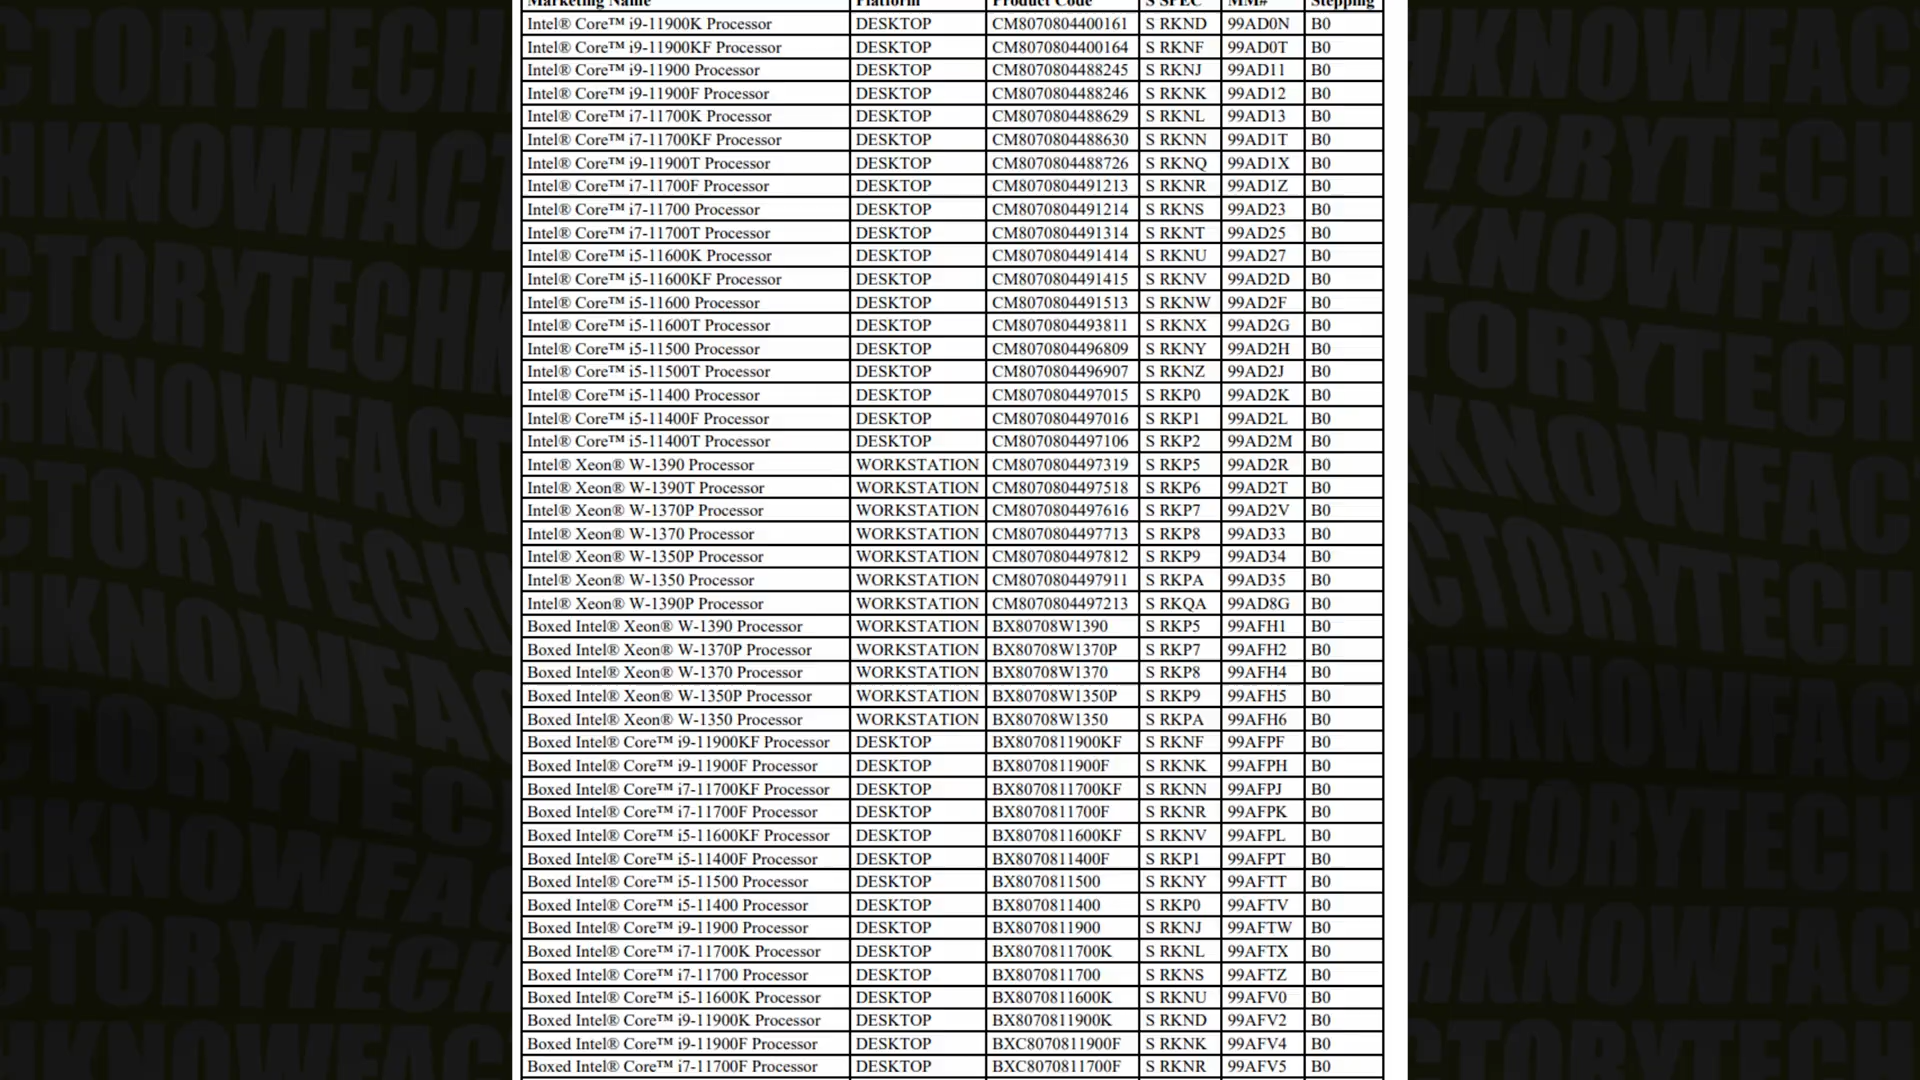 Marketing Name Platform Product Code S SPEC MM# Stepping
Intel® Core™ i9-11900K Processor DESKTOP CM8070804400161 S RKND 99AD0N B0
Intel® Core™ i9-11900KF Processor DESKTOP CM8070804400164 S RKNF 99AD0T B0
Intel® Core™ i9-11900 Processor DESKTOP CM8070804488245 S RKNJ 99AD11 B0
Intel® Core™ i9-11900F Processor DESKTOP CM8070804488246 S RKNK 99AD12 B0
Intel® Core™ i7-11700K Processor DESKTOP CM8070804488629 S RKNL 99AD13 B0
Intel® Core™ i7-11700KF Processor DESKTOP CM8070804488630 S RKNN 99AD1T B0
Intel® Core™ i9-11900T Processor DESKTOP CM8070804488726 S RKNQ 99AD1X B0
Intel® Core™ i7-11700F Processor DESKTOP CM8070804491213 S RKNR 99AD1Z B0
Intel® Core™ i7-11700 Processor DESKTOP CM8070804491214 S RKNS 99AD23 B0
Intel® Core™ i7-11700T Processor DESKTOP CM8070804491314 S RKNT 99AD25 B0
Intel® Core™ i5-11600K Processor DESKTOP CM8070804491414 S RKNU 99AD27 B0
Intel® Core™ i5-11600KF Processor DESKTOP CM8070804491415 S RKNV 99AD2D B0
Intel® Core™ i5-11600 Processor DESKTOP CM8070804491513 S RKNW 99AD2F B0
Intel® Core™ i5-11600T Processor DESKTOP CM8070804493811 S RKNX 99AD2G B0
Intel® Core™ i5-11500 Processor DESKTOP CM8070804496809 S RKNY 99AD2H B0
Intel® Core™ i5-11500T Processor DESKTOP CM8070804496907 S RKNZ 99AD2J B0
Intel® Core™ i5-11400 Processor DESKTOP CM8070804497015 S RKP0 99AD2K B0
Intel® Core™ i5-11400F Processor DESKTOP CM8070804497016 S RKP1 99AD2L B0
Intel® Core™ i5-11400T Processor DESKTOP CM8070804497106 S RKP2 99AD2M B0
Intel® Xeon® W-1390 Processor WORKSTATION CM8070804497319 S RKP5 99AD2R B0
Intel® Xeon® W-1390T Processor WORKSTATION CM8070804497518 S RKP6 99AD2T B0
Intel® Xeon® W-1370P Processor WORKSTATION CM8070804497616 S RKP7 99AD2V B0
Intel® Xeon® W-1370 Processor WORKSTATION CM8070804497713 S RKP8 99AD33 B0
Intel® Xeon® W-1350P Processor WORKSTATION CM8070804497812 S RKP9 99AD34 B0
Intel® Xeon® W-1350 Processor WORKSTATION CM8070804497911 S RKPA 99AD35 B0
Intel® Xeon® W-1390P Processor WORKSTATION CM8070804497213 S RKQA 99AD8G B0
Boxed Intel® Xeon® W-1390 Processor WORKSTATION BX80708W1390 S RKP5 99AFH1 B0
Boxed Intel® Xeon® W-1370P Processor WORKSTATION BX80708W1370P S RKP7 99AFH2 B0
Boxed Intel® Xeon® W-1370 Processor WORKSTATION BX80708W1370 S RKP8 99AFH4 B0
Boxed Intel® Xeon® W-1350P Processor WORKSTATION BX80708W1350P S RKP9 99AFH5 B0
Boxed Intel® Xeon® W-1350 Processor WORKSTATION BX80708W1350 S RKPA 99AFH6 B0
Boxed Intel® Core™ i9-11900KF Processor DESKTOP BX8070811900KF S RKNF 99AFPF B0
Boxed Intel® Core™ i9-11900F Processor DESKTOP BX8070811900F S RKNK 99AFPH B0
Boxed Intel® Core™ i7-11700KF Processor DESKTOP BX8070811700KF S RKNN 99AFPJ B0
Boxed Intel® Core™ i7-11700F Processor DESKTOP BX8070811700F S RKNR 99AFPK B0
Boxed Intel® Core™ i5-11600KF Processor DESKTOP BX8070811600KF S RKNV 99AFPL B0
Boxed Intel® Core™ i5-11400F Processor DESKTOP BX8070811400F S RKP1 99AFPT B0
Boxed Intel® Core™ i5-11500 Processor DESKTOP BX8070811500 S RKNY 99AFTT B0
Boxed Intel® Core™ i5-11400 Processor DESKTOP BX8070811400 S RKP0 99AFTV B0
Boxed Intel® Core™ i9-11900 Processor DESKTOP BX8070811900 S RKNJ 99AFTW B0
Boxed Intel® Core™ i7-11700K Processor DESKTOP BX8070811700K S RKNL 99AFTX B0
Boxed Intel® Core™ i7-11700 Processor DESKTOP BX8070811700 S RKNS 99AFTZ B0
Boxed Intel® Core™ i5-11600K Processor DESKTOP BX8070811600K S RKNU 99AFV0 B0
Boxed Intel® Core™ i9-11900K Processor DESKTOP BX8070811900K S RKND 99AFV2 B0
Boxed Intel® Core™ i9-11900F Processor DESKTOP BXC8070811900F S RKNK 99AFV4 B0
Boxed Intel® Core™ i7-11700F Processor DESKTOP BXC8070811700F S RKNR 99AFV5 B0